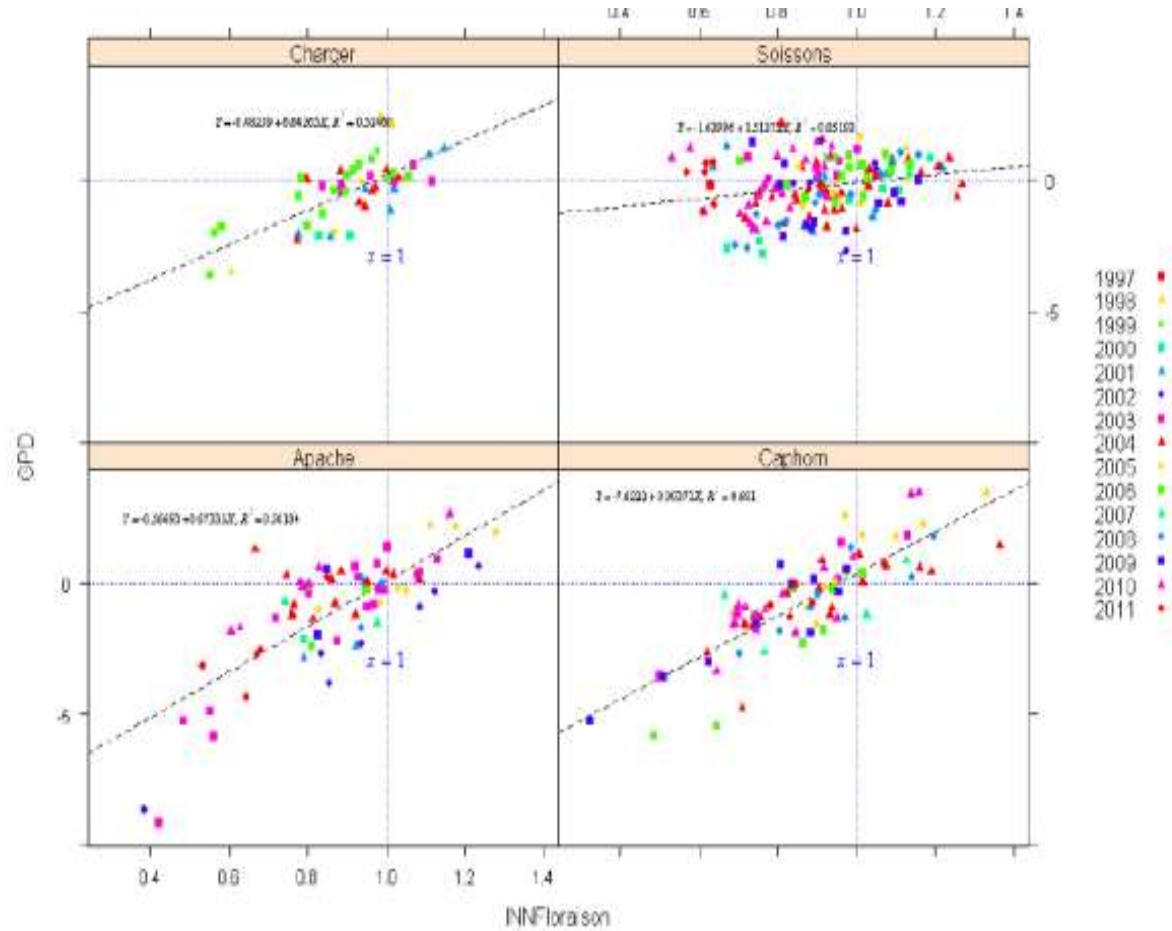 0.4 0.6 0.8 1.0 1.2 1.4
Charger
Soissons
x = 1
x = 1
0
-5
GPD
Apache
Caphorn
0
-5
x = 1
x = 1
0.4 0.6 0.8 1.0 1.2 1.4
INNFloraison
1997
1998
1999
2000
2001
2002
2003
2004
2005
2006
2007
2008
2009
2010
2011